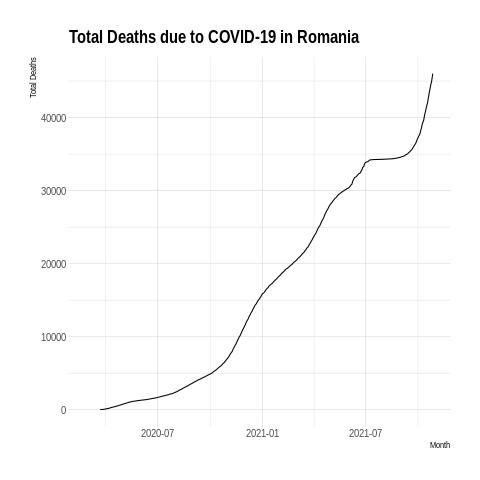 Total Deaths due to COVID-19 in Romania
Total Deaths
40000
30000
20000
10000
0
2020-07 2021-01 2021-07
Month